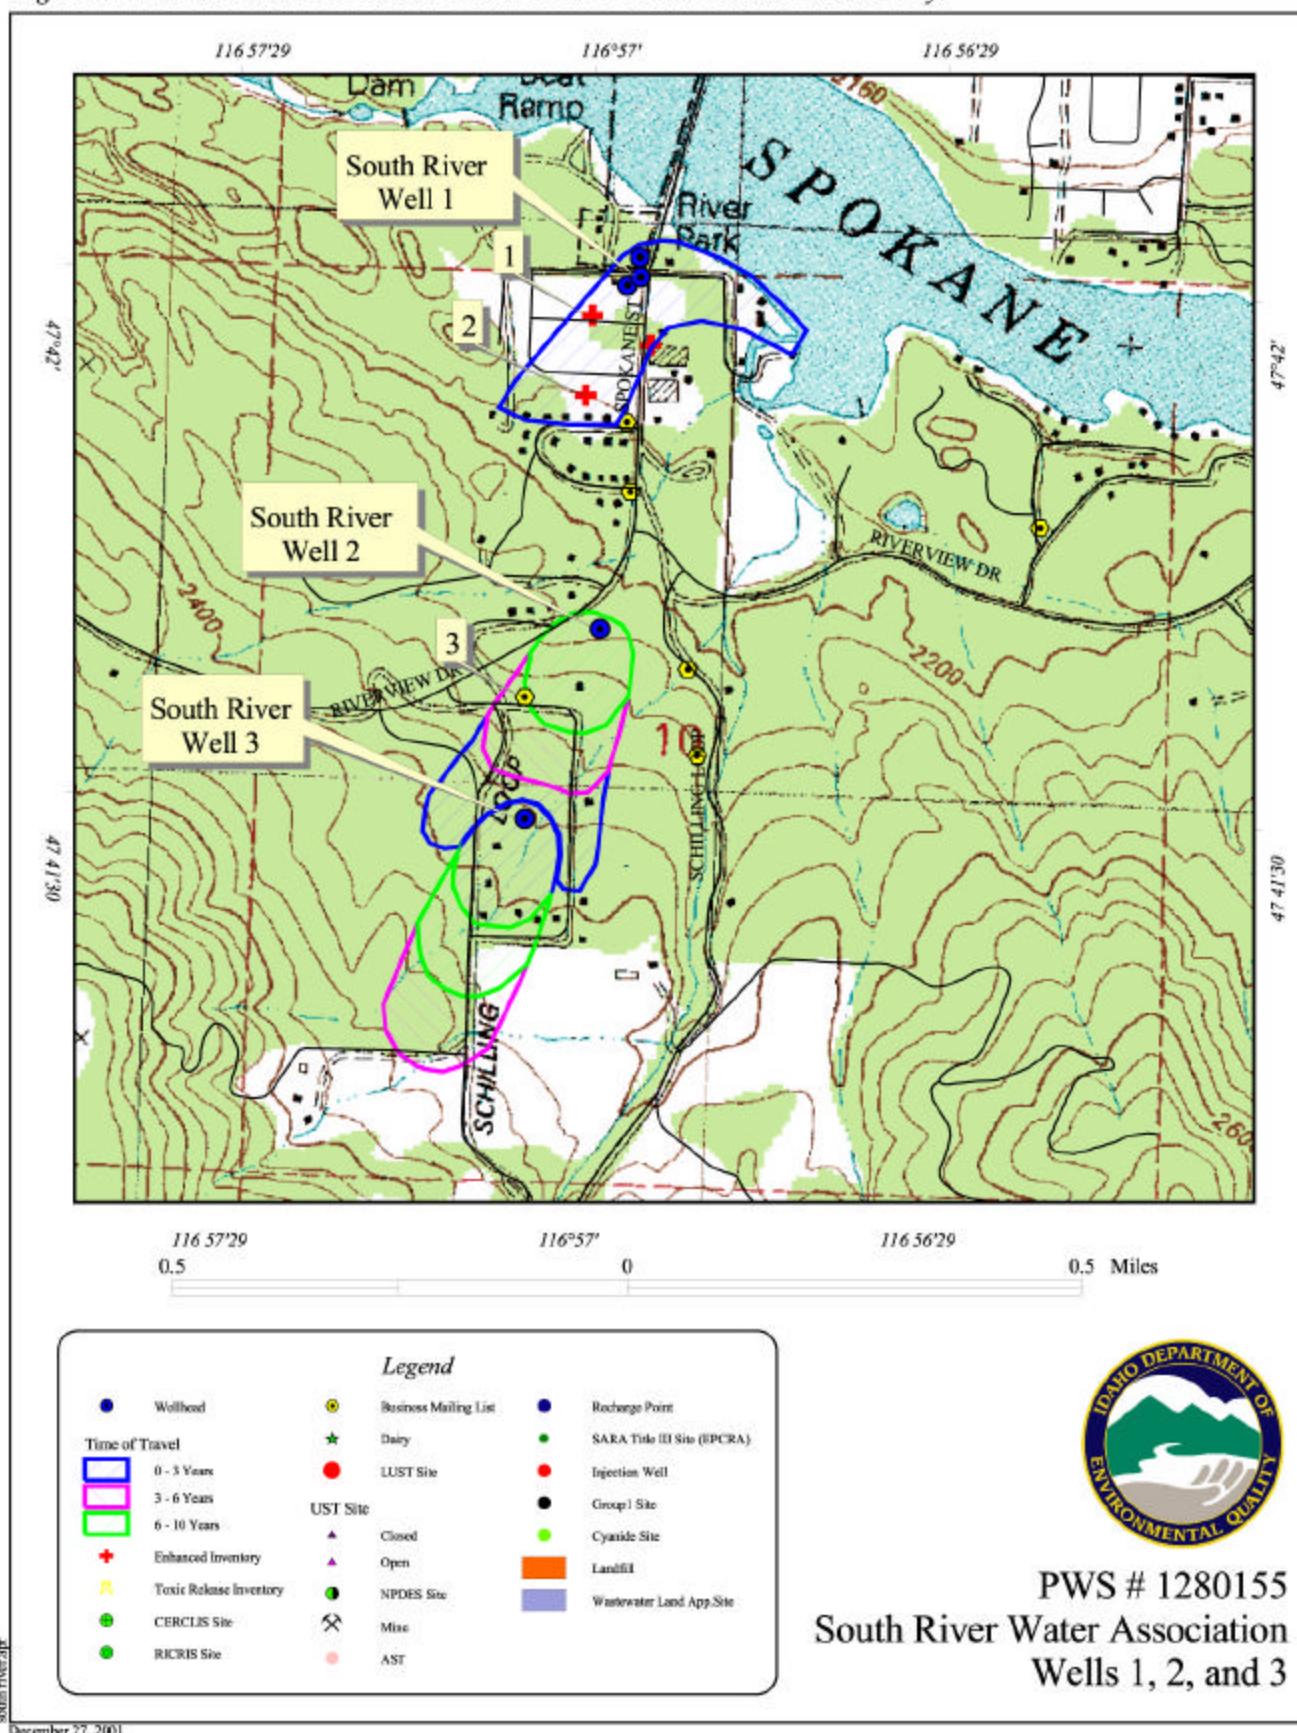 116 57'29
116°57'
116 56'29
Dam
Boat
Ramp
2160
South River
Well 1
River
Park
SPOKANE
1
2
SPOKANE ST
47°42'
47°42'
South River
Well 2
RIVERVIEW DR
2400
3
2200
RIVERVIEW DR
South River
Well 3
10
LOOP
SCHILLING LOOP
47 41'30
47 41'30
SCHILLING
260
116 57'29
116°57'
116 56'29
0.5
0
0.5 Miles
Legend
Wellhead
Time of Travel
0 - 3 Years
3 - 6 Years
6 - 10 Years
Enhanced Inventory
Toxic Release Inventory
CERCLIS Site
RICRIS Site
Business Mailing List
Dairy
LUST Site
UST Site
Closed
Open
NPDES Site
Mine
AST
Recharge Point
SARA Title III Site (EPCRA)
Injection Well
Group1 Site
Cyanide Site
Landfill
Wastewater Land App.Site
IDAHO DEPARTMENT OF
ENVIRONMENTAL QUALITY
PWS # 1280155
South River Water Association
Wells 1, 2, and 3
south river.apr
December 27, 2001